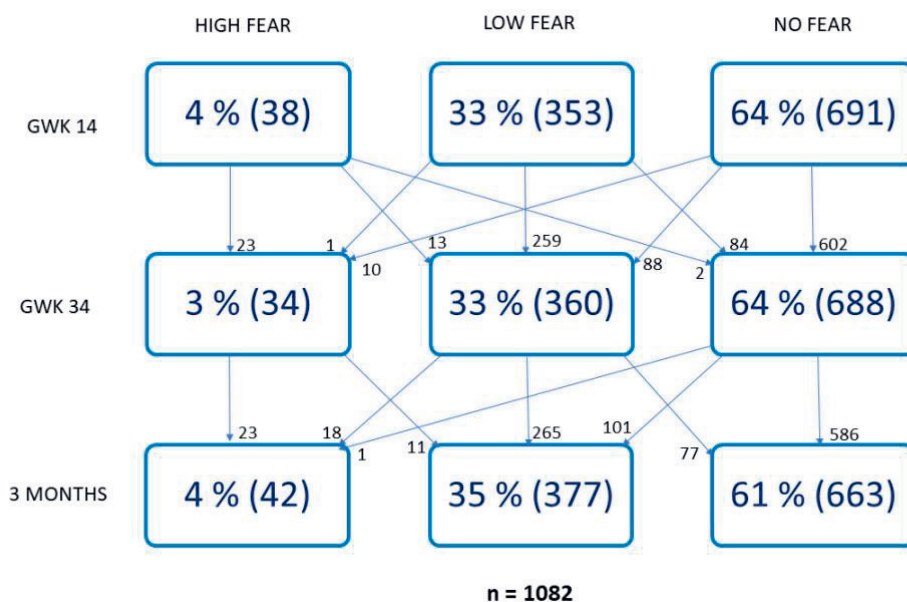 HIGH FEAR LOW FEAR NO FEAR
GWK 14 4 % (38) 33 % (353) 64 % (691)
23 1 13 259 84 602
10 88 2
GWK 34 3 % (34) 33 % (360) 64 % (688)
23 18 11 265 101 586
1 77
3 MONTHS 4 % (42) 35 % (377) 61 % (663)
n = 1082